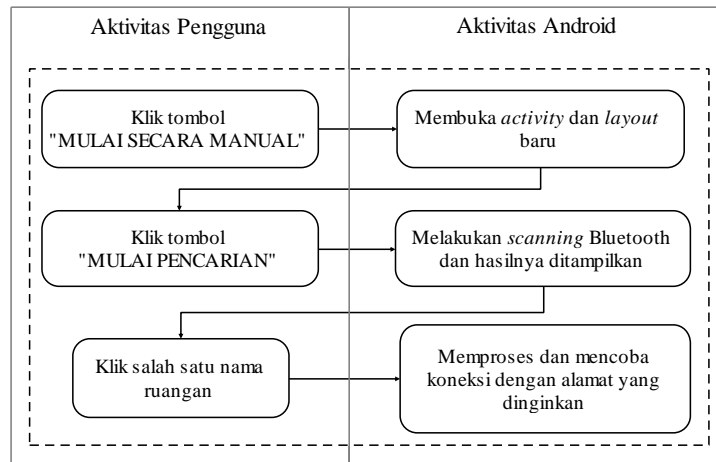 Aktivitas Pengguna
Aktivitas Android
Klik tombol
"MULAI SECARA MANUAL"
Membuka activity dan layout
baru
Klik tombol
"MULAI PENCARIAN"
Melakukan scanning Bluetooth
dan hasilnya ditampilkan
Klik salah satu nama
ruangan
Memproses dan mencoba
koneksi dengan alamat yang
dinginkan